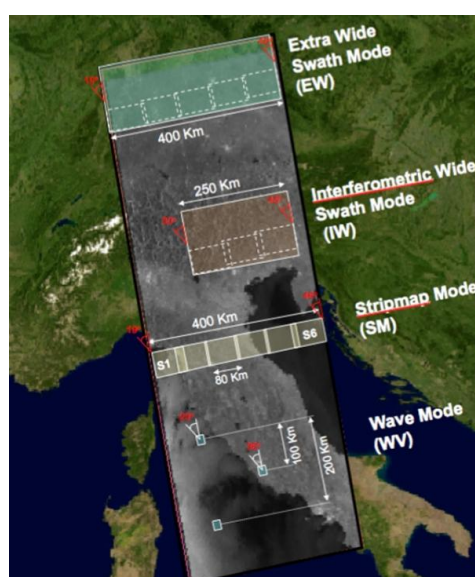 Extra Wide
Swath Mode
(EW)
400 Km
250 Km
Interferometric Wide
Swath Mode
(IW)
400 Km
Stripmap Mode
(SM)
S1
S6
80 Km
Wave Mode
(WV)
100 Km
200 Km